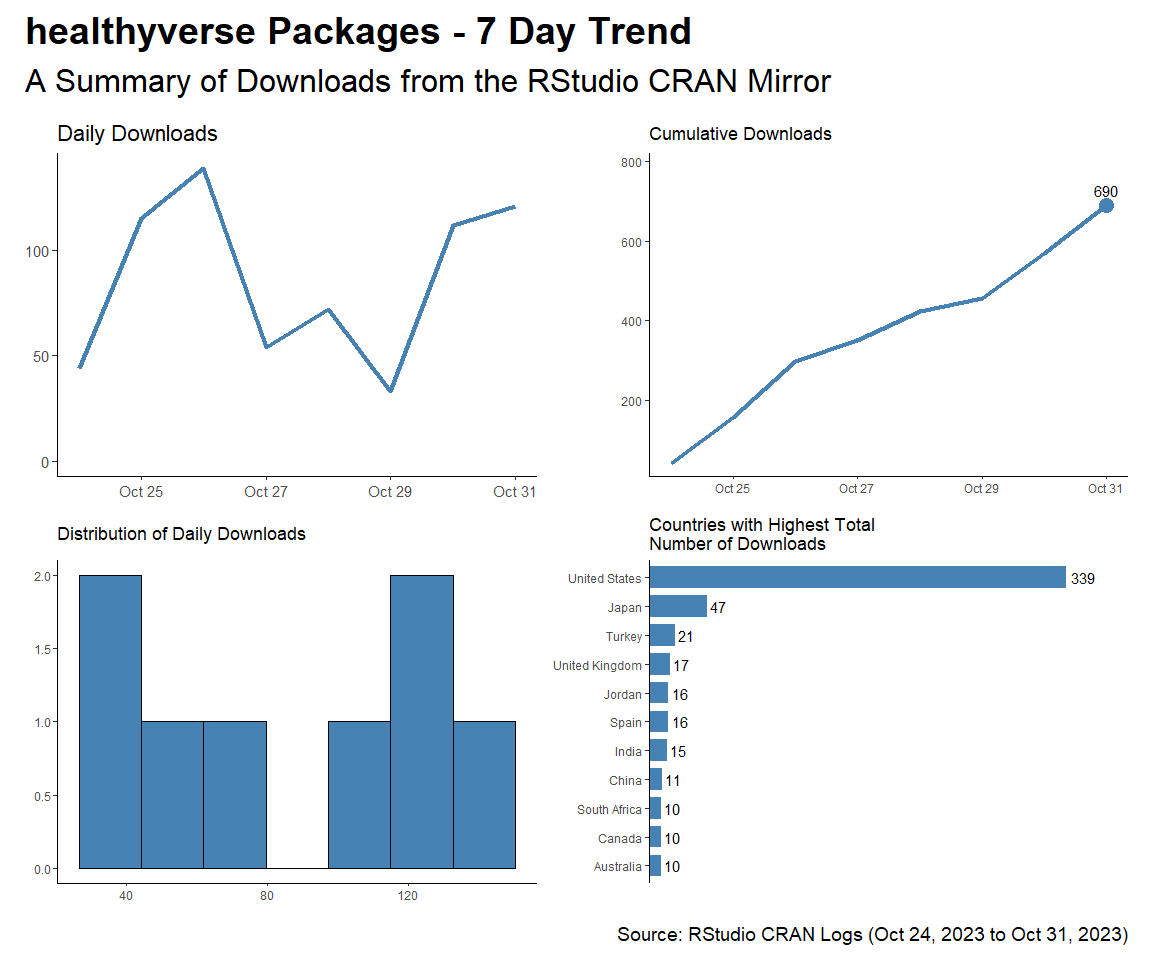 healthyverse Packages - 7 Day Trend
A Summary of Downloads from the RStudio CRAN Mirror
Daily Downloads
100
50
0
Oct 25 Oct 27 Oct 29 Oct 31
Cumulative Downloads
800
600
400
200
690
Oct 25 Oct 27 Oct 29 Oct 31
Distribution of Daily Downloads
2.0
1.5
1.0
0.5
0.0
40 80 120
Countries with Highest Total
Number of Downloads
United States 339
Japan 47
Turkey 21
United Kingdom 17
Jordan 16
Spain 16
India 15
China 11
South Africa 10
Canada 10
Australia 10
Source: RStudio CRAN Logs (Oct 24, 2023 to Oct 31, 2023)